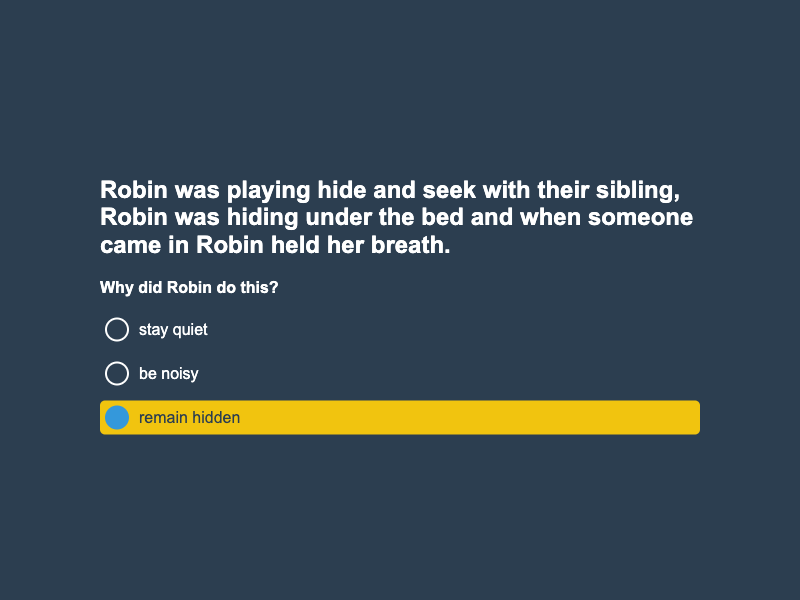 Robin was playing hide and seek with their sibling,
Robin was hiding under the bed and when someone
came in Robin held her breath.
Why did Robin do this?
stay quiet
be noisy
remain hidden